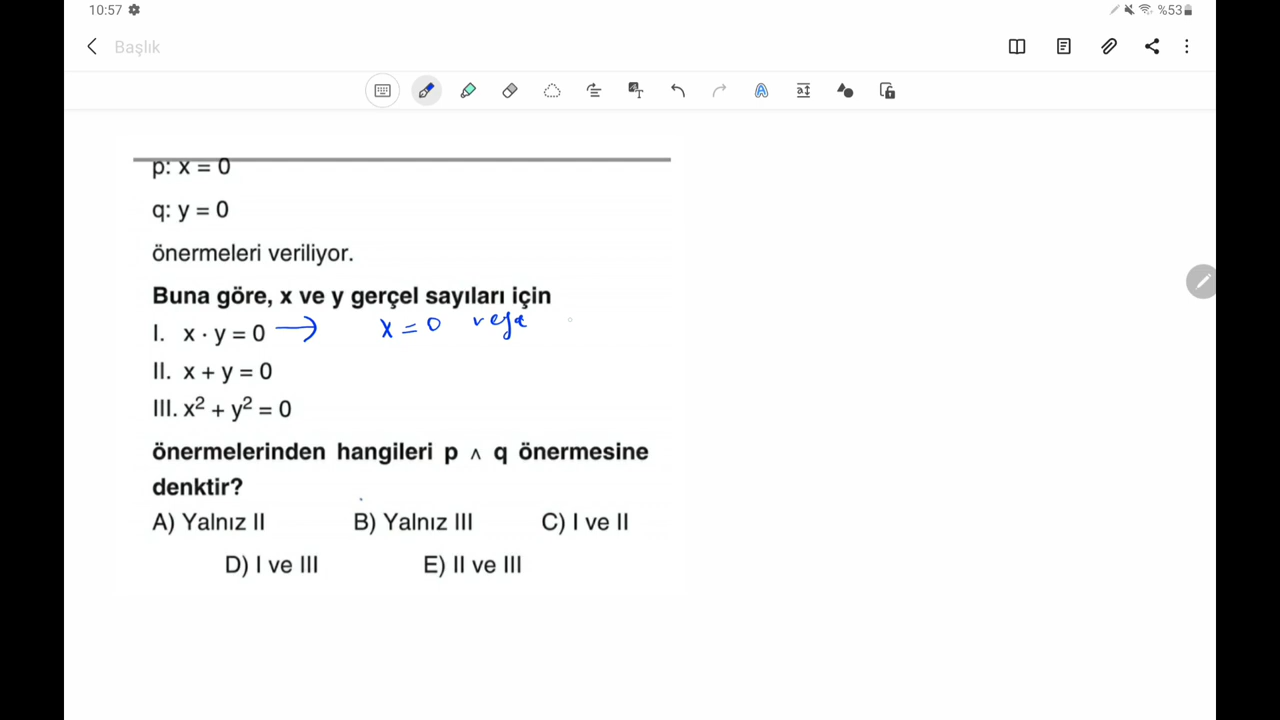 10:57 %53
Başlık
p: x = 0
q: y = 0
önermeleri veriliyor.
Buna göre, x ve y gerçel sayıları için
I. x · y = 0 → x = 0 veya
II. x + y = 0
III. x² + y² = 0
önermelerinden hangileri p ∧ q önermesine
denktir?
A) Yalnız II B) Yalnız III C) I ve II
D) I ve III E) II ve III